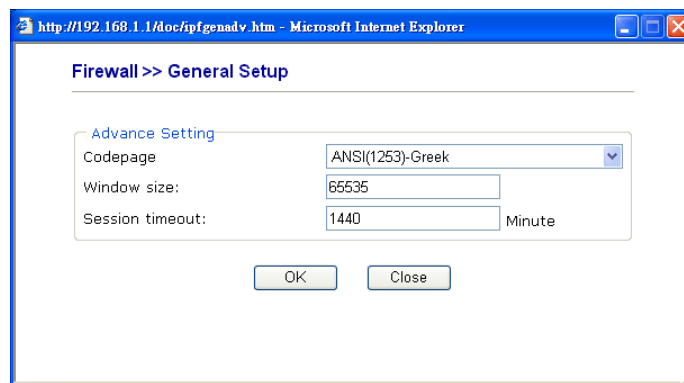 http://192.168.1.1/doc/ipfgenadv.htm - Microsoft Internet Explorer
Firewall >> General Setup
Advance Setting
Codepage ANSI(1253)-Greek
Window size: 65535
Session timeout: 1440 Minute
OK Close